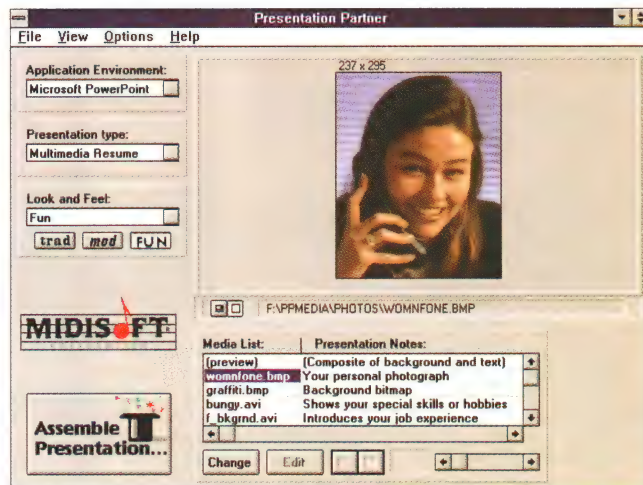 Presentation Partner
File View Options Help
Application Environment:
Microsoft PowerPoint
Presentation type:
Multimedia Resume
Look and Feel:
Fun
trad mod FUN
MIDISOFT
Assemble
Presentation...
237 x 295
F:\PPMEDIA\PHOTOS\WOMNFONE.BMP
Media List: Presentation Notes:
(preview) (Composite of background and text)
womnfone.bmp Your personal photograph
graffiti.bmp Background bitmap
bungy.avi Shows your special skills or hobbies
f_bkgrnd.avi Introduces your job experience
Change Edit